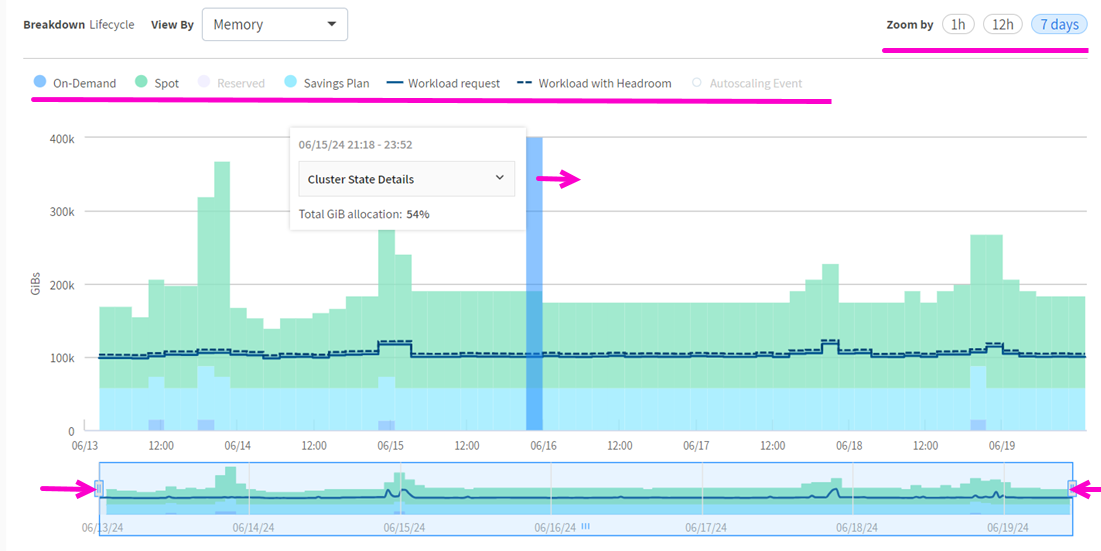 Breakdown Lifecycle View By Memory Zoom by 1h 12h 7 days
On-Demand Spot Reserved Savings Plan Workload request Workload with Headroom Autoscaling Event
400k
06/15/24 21:18 - 23:52
Cluster State Details
Total GiB allocation: 54%
300k
200k
GiBs
100k
0
06/13 12:00 06/14 12:00 06/15 12:00 06/16 12:00 06/17 12:00 06/18 12:00 06/19
06/13/24 06/14/24 06/15/24 06/16/24 06/17/24 06/18/24 06/19/24